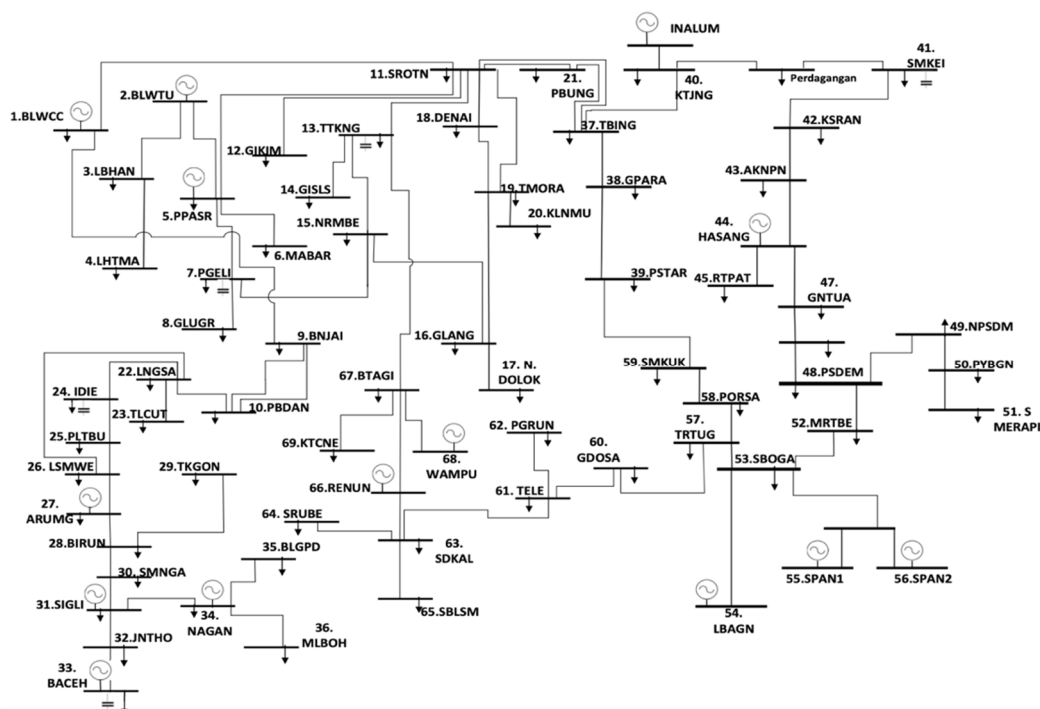 INALUM
41.
SMKEI
11.SROTN
21.
PBUNG
40.
KTJNG
Perdagangan
2.BLWTU
1.BLWCC
13.TTKNG
18.DENAI
37.TBING
42.KSRAN
12.GIKIM
3.LBHAN
14.GISLS
19.TMORA
38.GPARA
43.AKNPN
5.PPASR
15.NRMBE
20.KLNMU
44.
HASANG
4.LHTMA
6.MABAR
7.PGELI
39.PSTAR
45.RTPAT
47.
GNTUA
8.GLUGR
9.BNJAI
16.GLANG
49.NPSDM
17. N.
DOLOK
59.SMKUK
48.PSDEM
50.PYBGN
22.LNGSA
67.BTAGI
24. IDIE
23.TLCUT
10.PBDAN
58.PORSA
51. S
MERAPI
25.PLTBU
69.KTCNE
62. PGRUN
57.
TRTUG
52.MRTBE
26. LSMWE
29.TKGON
68.
WAMPU
60.
GDOSA
53.SBOGA
27.
ARUMG
66.RENUN
61. TELE
64. SRUBE
28.BIRUN
35.BLGPD
63.
SDKAL
30. SMNGA
55.SPAN1
56.SPAN2
31.SIGLI
34.
NAGAN
65.SBLSM
54.
LBAGN
32.JNTHO
36.
MLBOH
33.
BACEH